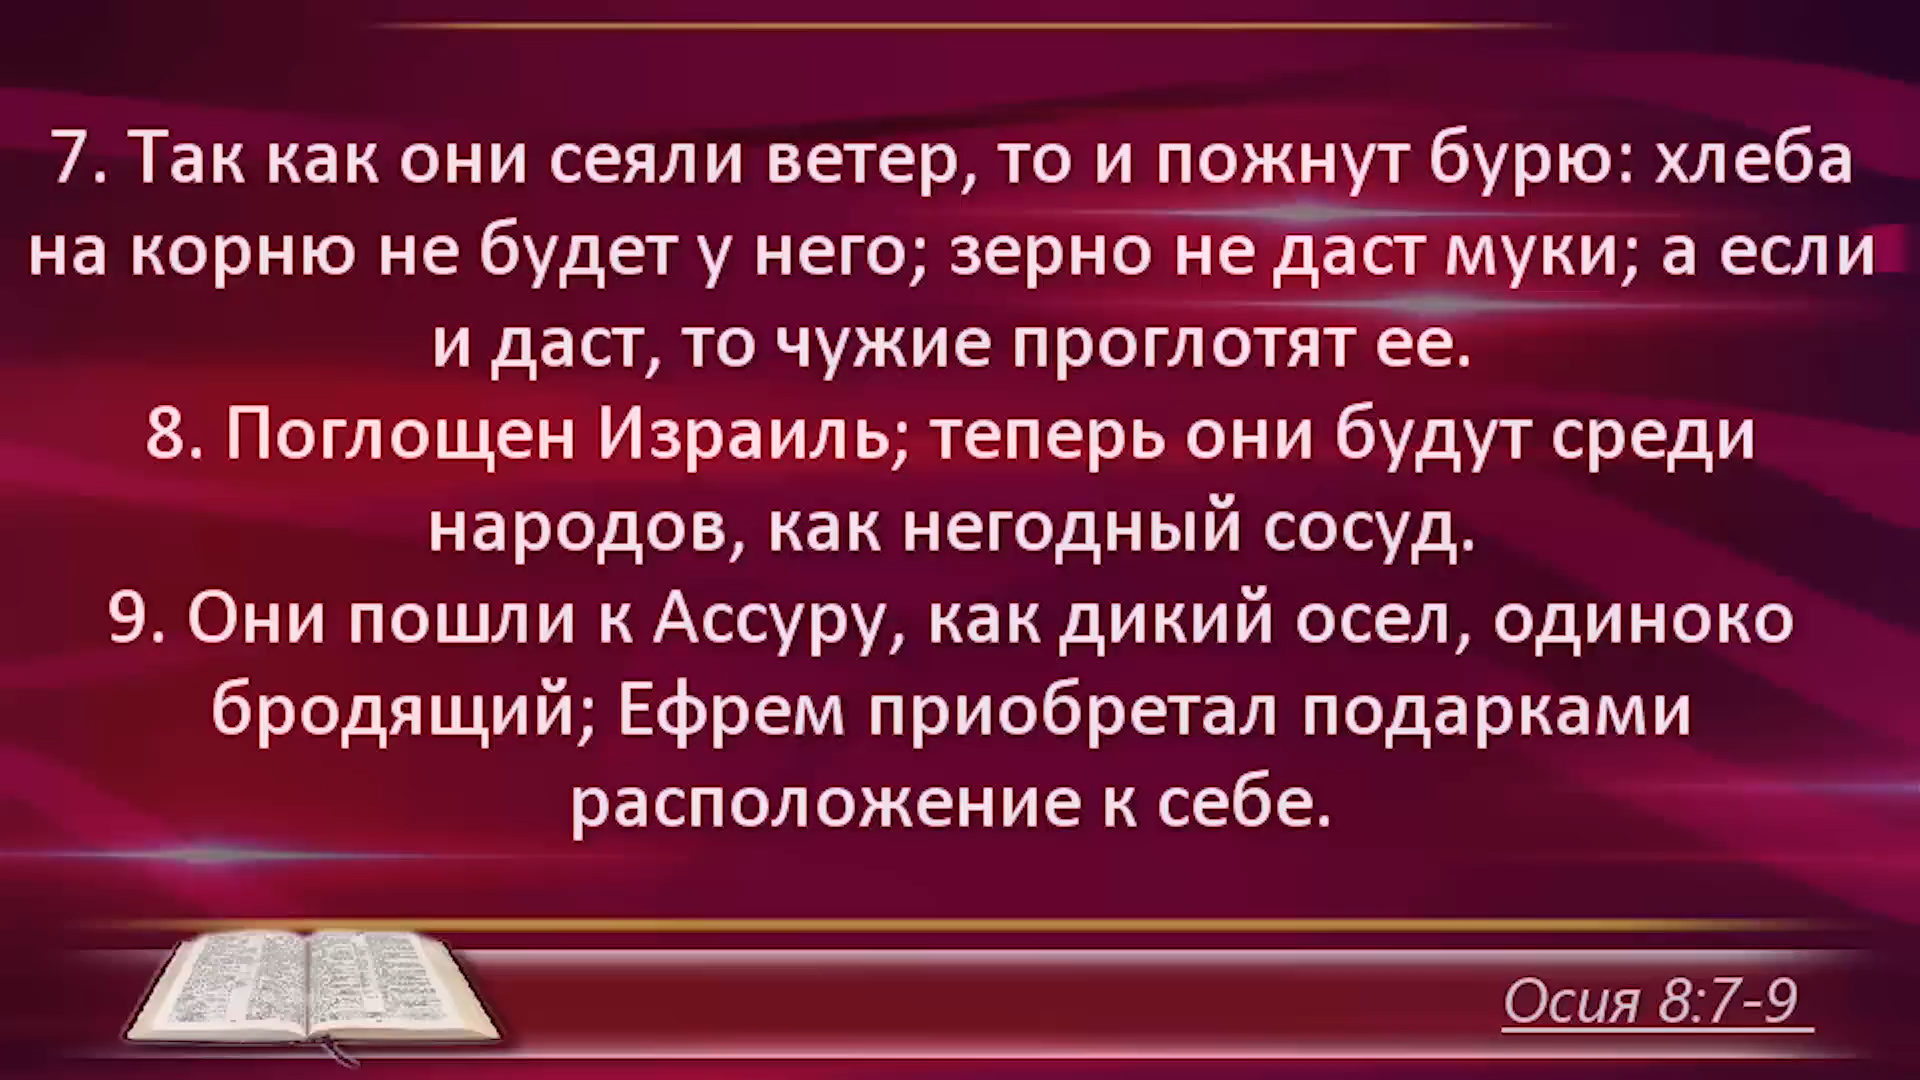 7. Так как они сеяли ветер, то и пожнут бурю: хлеба
на корню не будет у него; зерно не даст муки; а если
и даст, то чужие проглотят ее.
8. Поглощен Израиль; теперь они будут среди
народов, как негодный сосуд.
9. Они пошли к Ассуру, как дикий осел, одиноко
бродящий; Ефрем приобретал подарками
расположение к себе.
Осия 8:7-9